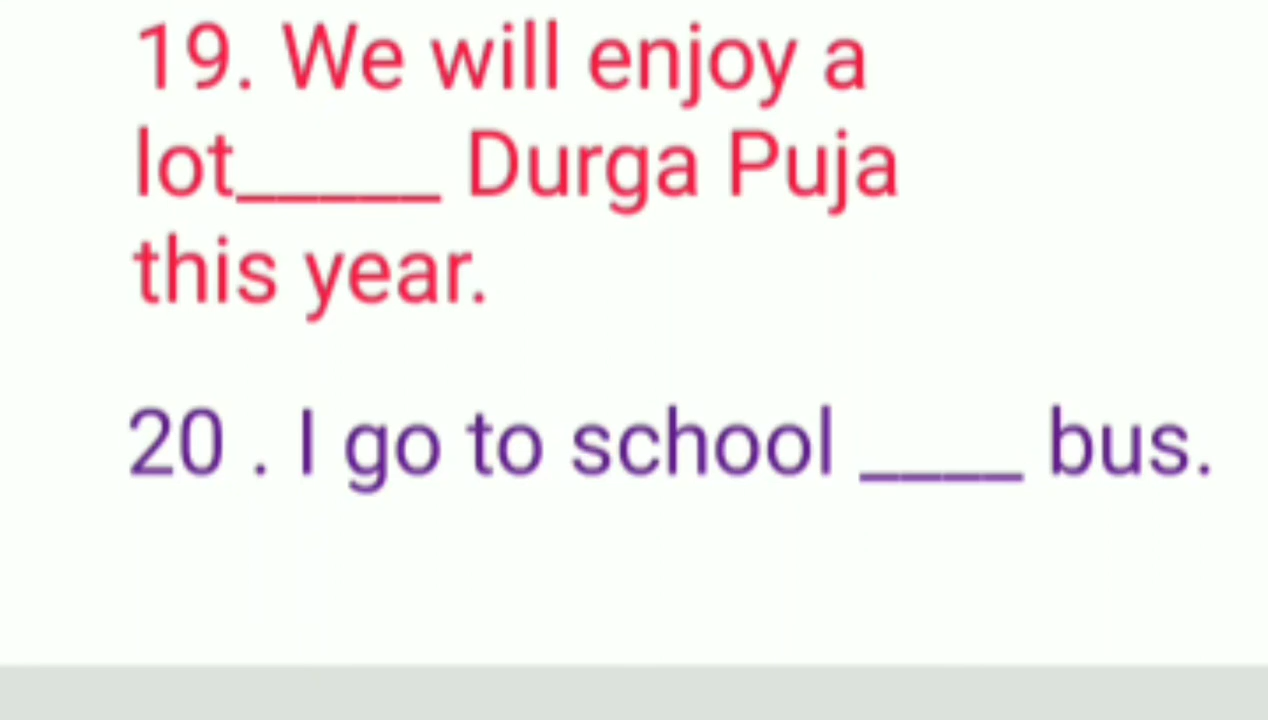 19. We will enjoy a
lot_____ Durga Puja
this year.
20 . I go to school ____ bus.